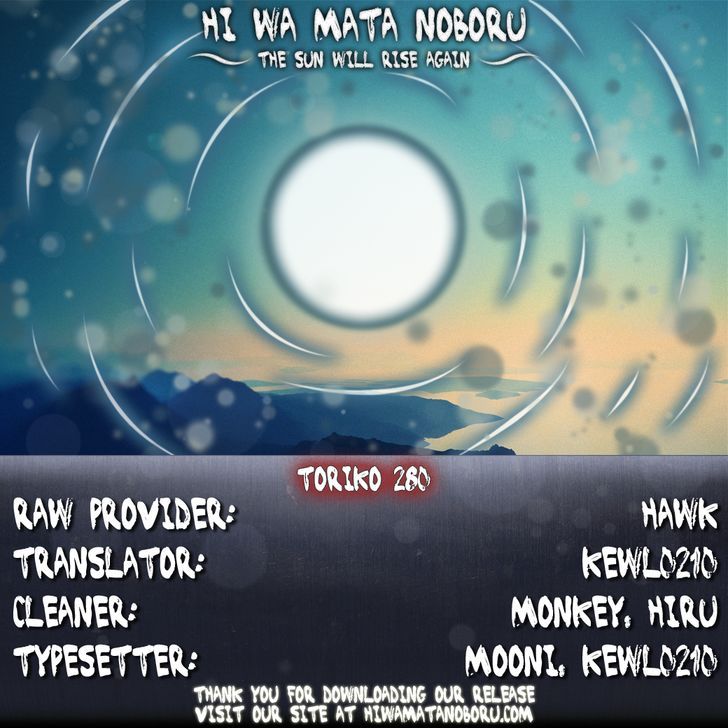 HI WA MATA NOBORU
THE SUN WILL RISE AGAIN
TORIKO 280
RAW PROVIDER: HAWK
TRANSLATOR: KEWL0210
CLEANER: MONKEY, HIRU
TYPESETTER: MOONI, KEWL0210
THANK YOU FOR DOWNLOADING OUR RELEASE
VISIT OUR SITE AT HIWAMATANOBORU.COM